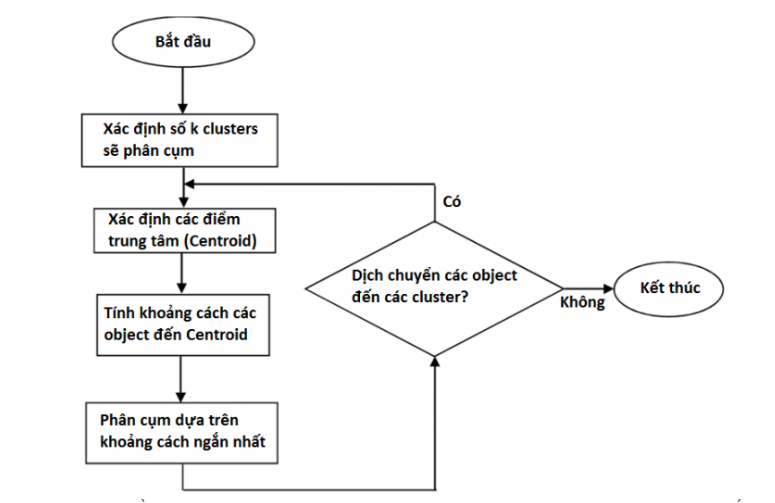 Bắt đầu
Xác định số k clusters
sẽ phân cụm
Có
Xác định các điểm
trung tâm (Centroid)
Dịch chuyển các object
đến các cluster?
Không
Kết thúc
Tính khoảng cách các
object đến Centroid
Phân cụm dựa trên
khoảng cách ngắn nhất